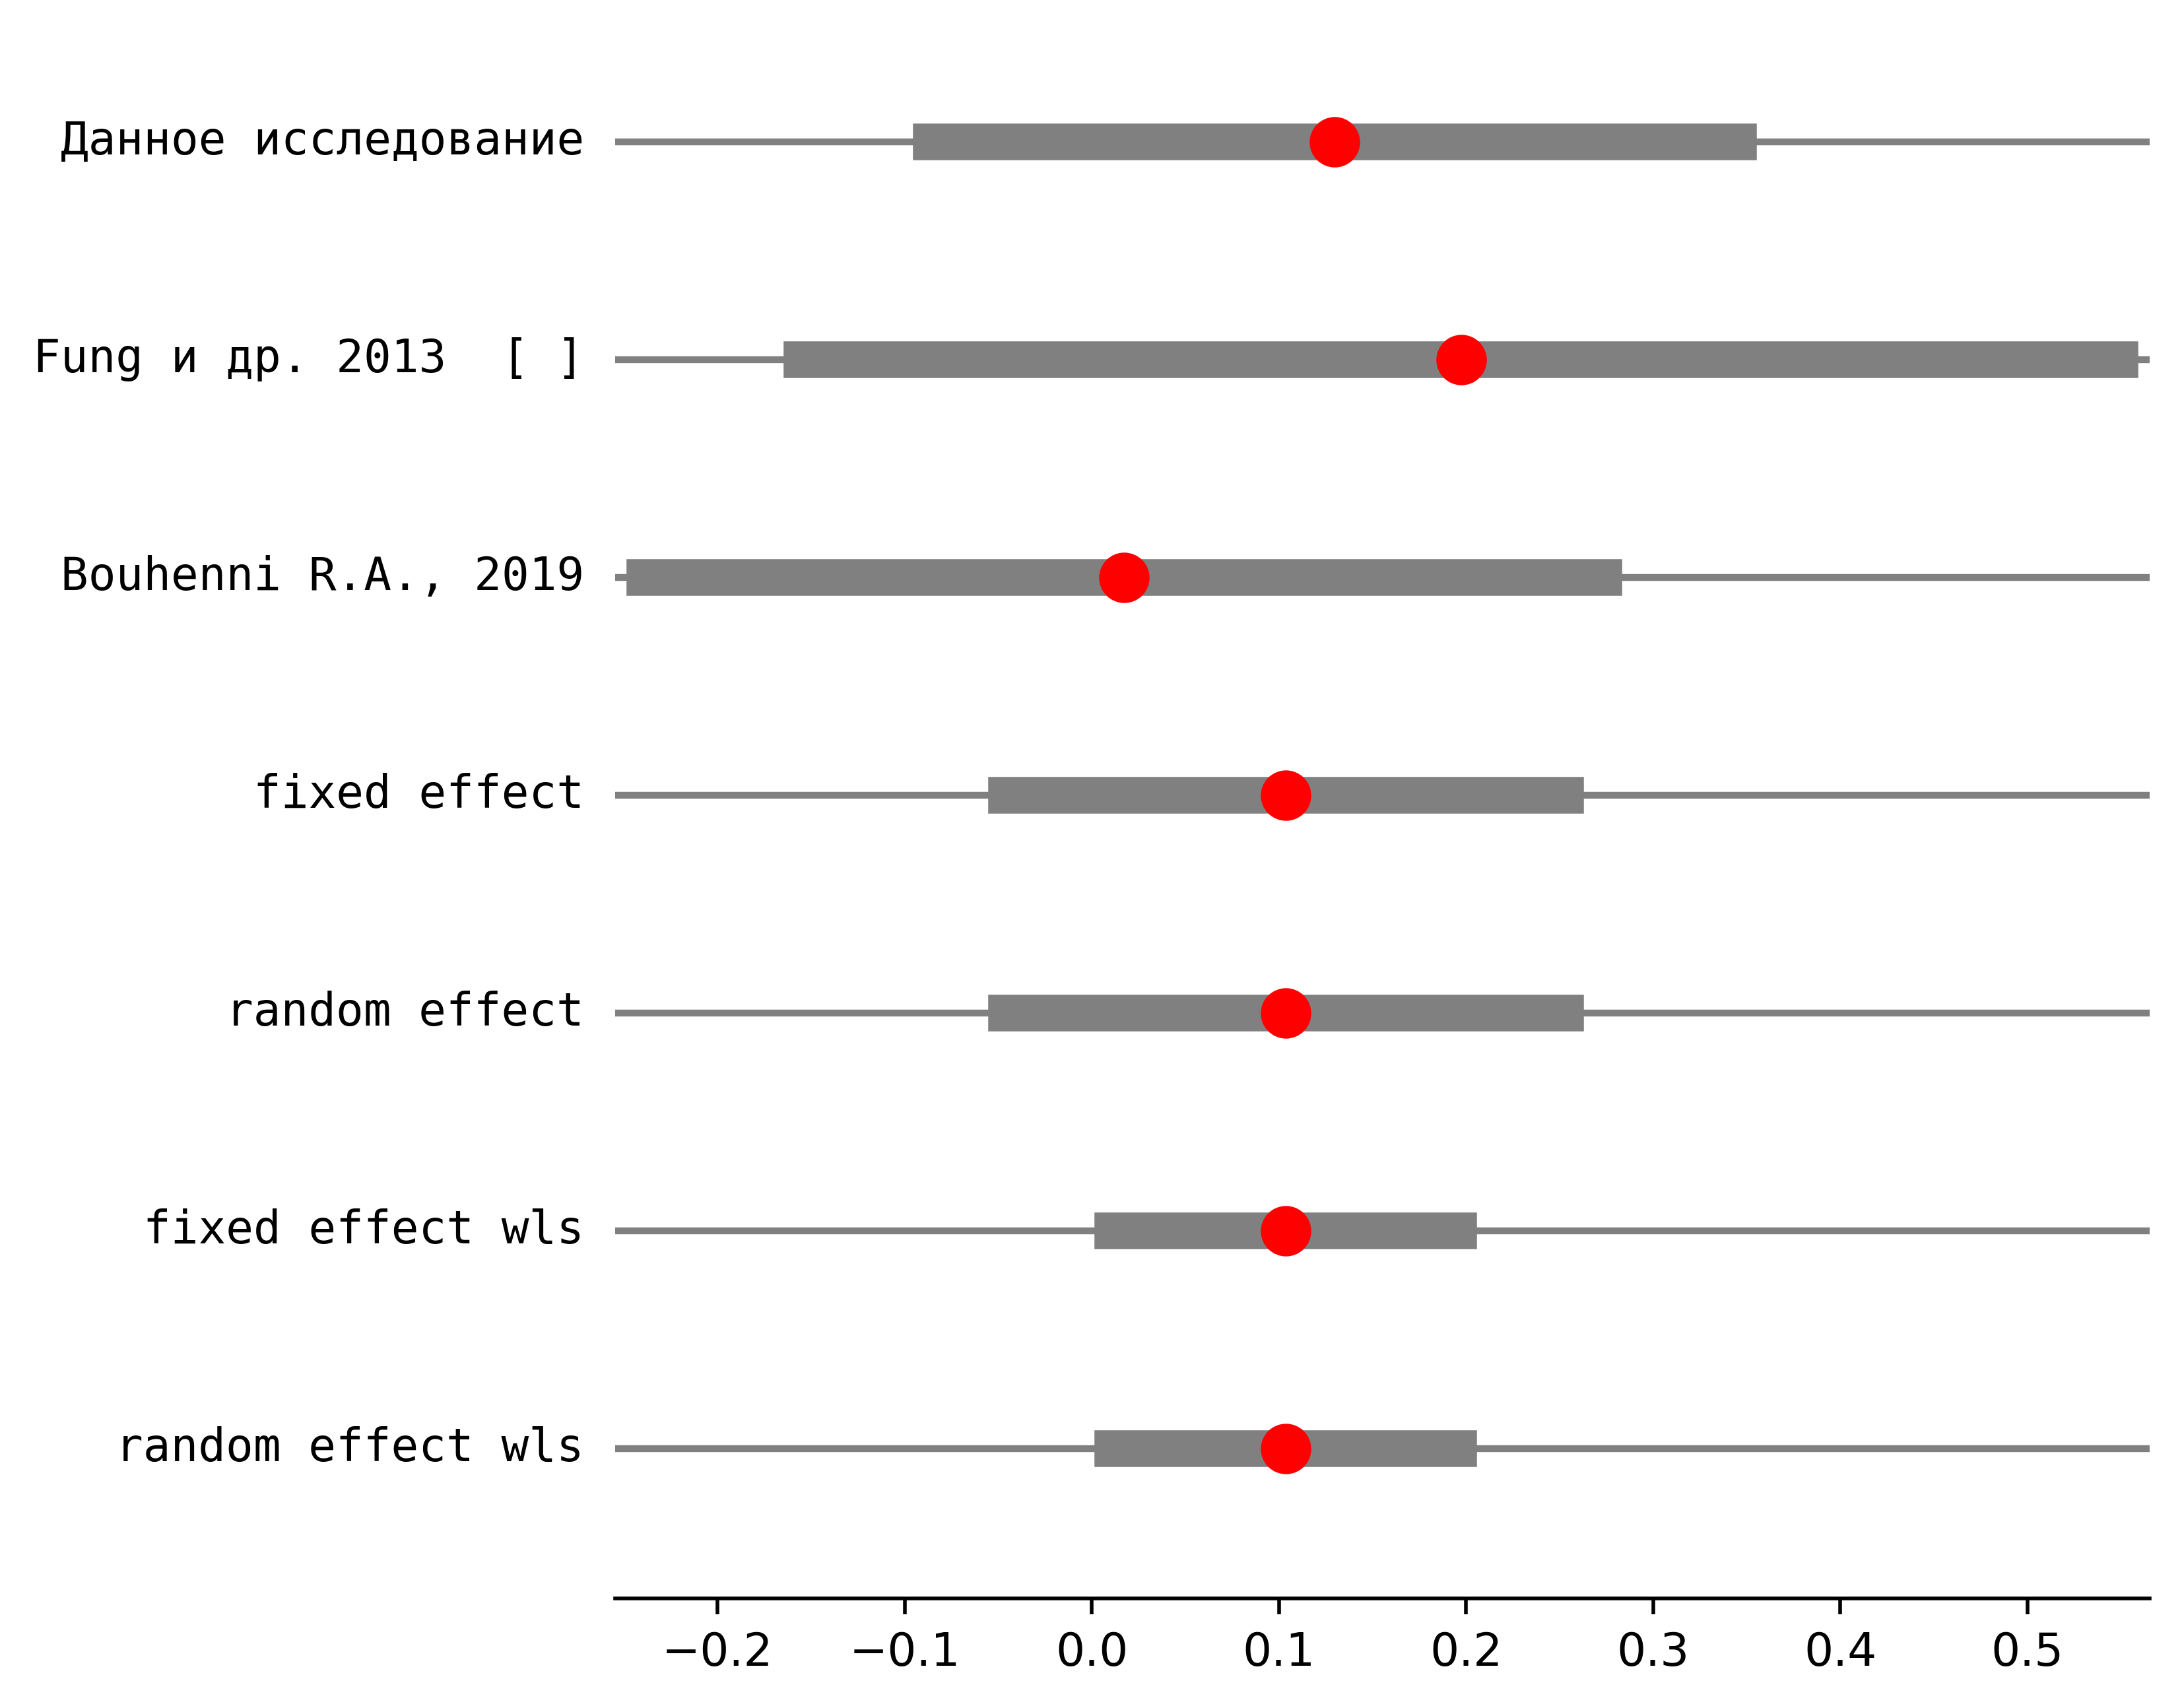 Данное исследование
Fung и др. 2013  [ ]
Bouhenni R.A., 2019
fixed effect
random effect
fixed effect wls
random effect wls
−0.2 −0.1 0.0 0.1 0.2 0.3 0.4 0.5